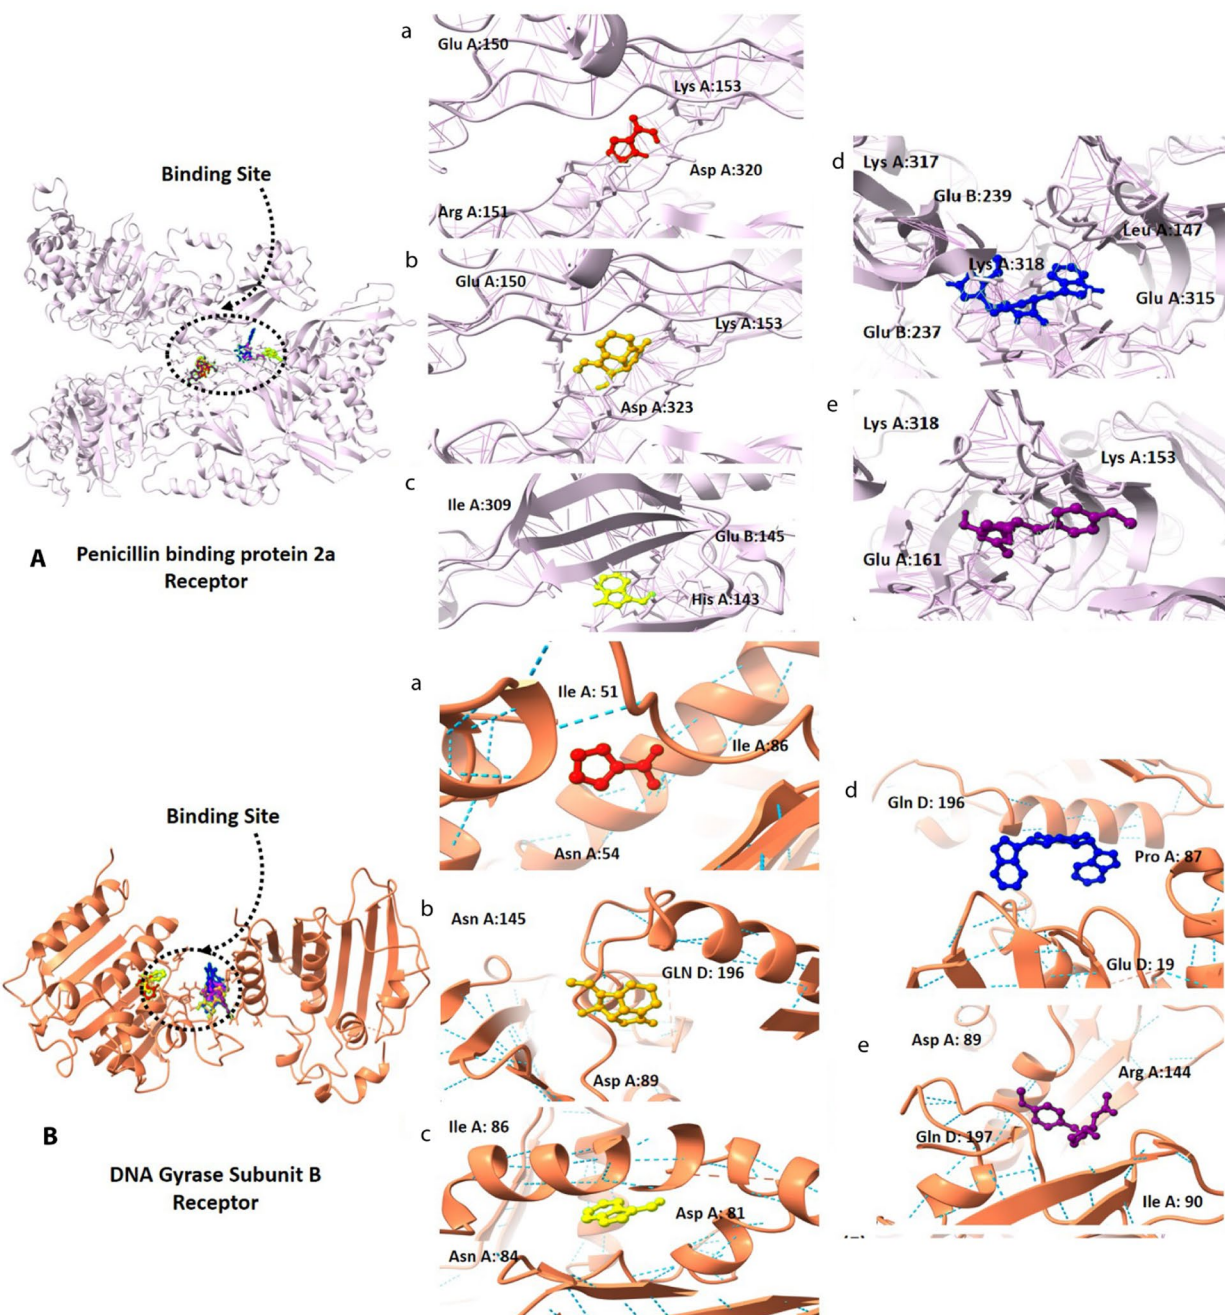 Binding Site
A Penicillin binding protein 2a
Receptor
a
Glu A:150
Lys A:153
Asp A:320
Arg A:151
b
Glu A:150
Lys A:153
Asp A:323
c
Ile A:309
Glu B:145
His A:143
d
Lys A:317
Glu B:239
Leu A:147
Lys A:318
Glu A:315
Glu B:237
e
Lys A:318
Lys A:153
Glu A:161
Binding Site
B
DNA Gyrase Subunit B
Receptor
a
Ile A: 51
Ile A:86
Asn A:54
b
Asn A:145
GLN D: 196
Asp A:89
c
Ile A: 86
Asp A: 81
Asn A: 84
d
Gln D: 196
Pro A: 87
Glu D: 19
e
Asp A: 89
Arg A:144
Gln D: 197
Ile A: 90